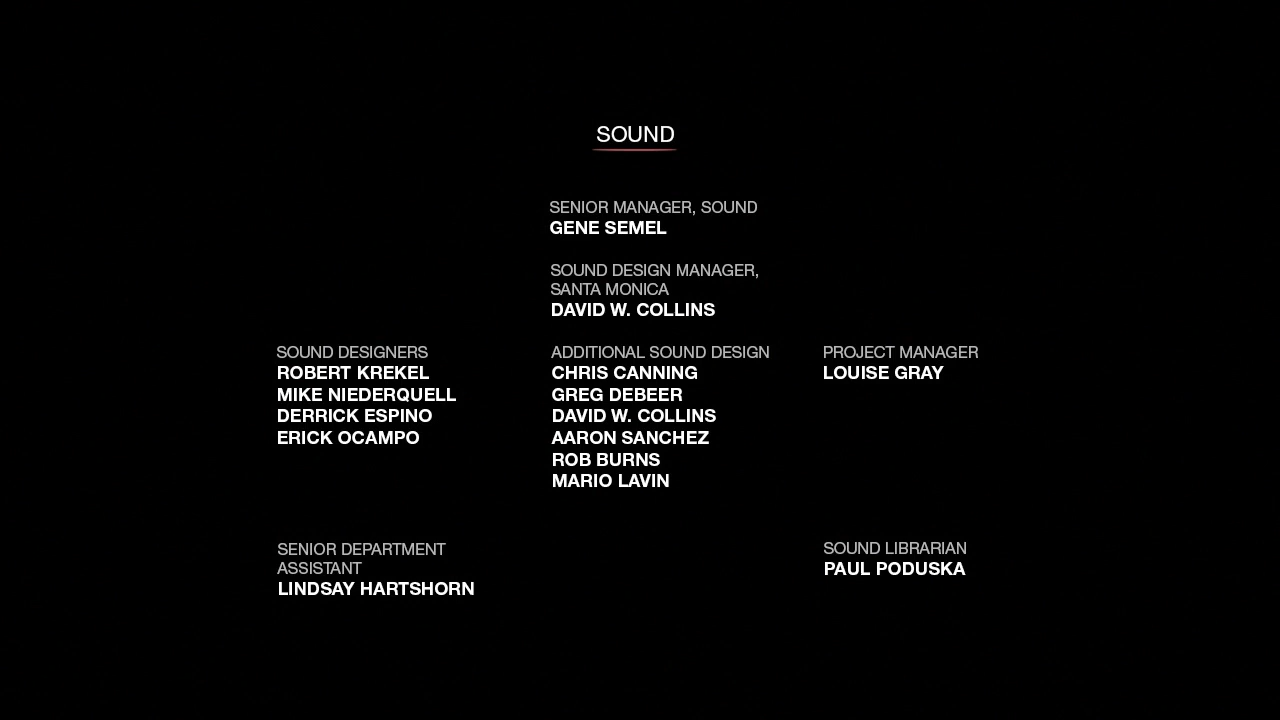 SOUND
SENIOR MANAGER, SOUND
GENE SEMEL
SOUND DESIGN MANAGER,
SANTA MONICA
DAVID W. COLLINS
SOUND DESIGNERS
ROBERT KREKEL
MIKE NIEDERQUELL
DERRICK ESPINO
ERICK OCAMPO
ADDITIONAL SOUND DESIGN
CHRIS CANNING
GREG DEBEER
DAVID W. COLLINS
AARON SANCHEZ
ROB BURNS
MARIO LAVIN
PROJECT MANAGER
LOUISE GRAY
SENIOR DEPARTMENT
ASSISTANT
LINDSAY HARTSHORN
SOUND LIBRARIAN
PAUL PODUSKA